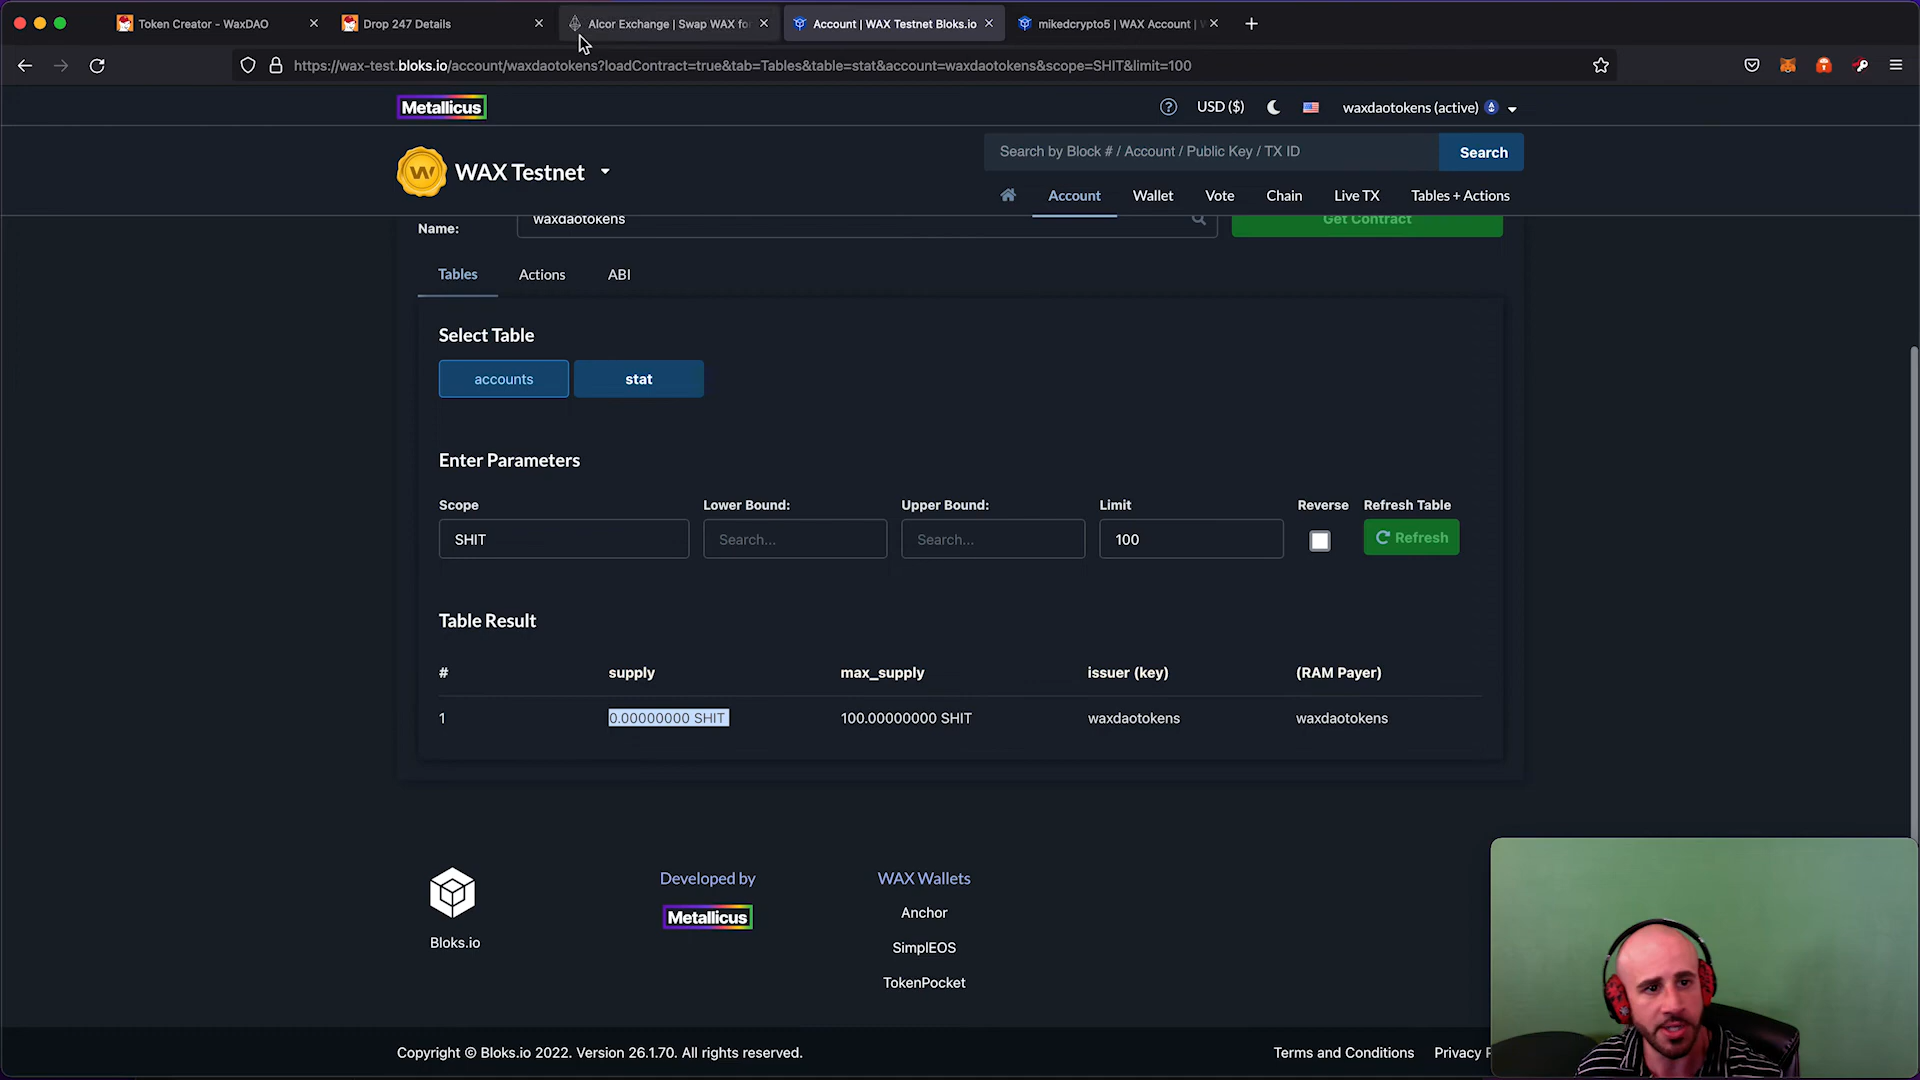 Token Creator - WaxDAO
Drop 247 Details
Alcor Exchange | Swap WAX for
Account | WAX Testnet Bloks.io
mikedcrypto5 | WAX Account |
https://wax-test.bloks.io/account/waxdaotokens?loadContract=true&tab=Tables&table=stat&account=waxdaotokens&scope=SHIT&limit=100
Metallicus
USD ($)
waxdaotokens (active)
WAX Testnet
Search by Block # / Account / Public Key / TX ID
Search
Account
Wallet
Vote
Chain
Live TX
Tables + Actions
Name:
waxdaotokens
Get Contract
Tables
Actions
ABI
Select Table
accounts
stat
Enter Parameters
Scope
Lower Bound:
Upper Bound:
Limit
Reverse
Refresh Table
SHIT
Search...
Search...
100
Refresh
Table Result
# supply max_supply issuer (key) (RAM Payer)
1 0.00000000 SHIT 100.00000000 SHIT waxdaotokens waxdaotokens
Bloks.io
Developed by
Metallicus
WAX Wallets
Anchor
SimplEOS
TokenPocket
Copyright © Bloks.io 2022. Version 26.1.70. All rights reserved.
Terms and Conditions
Privacy